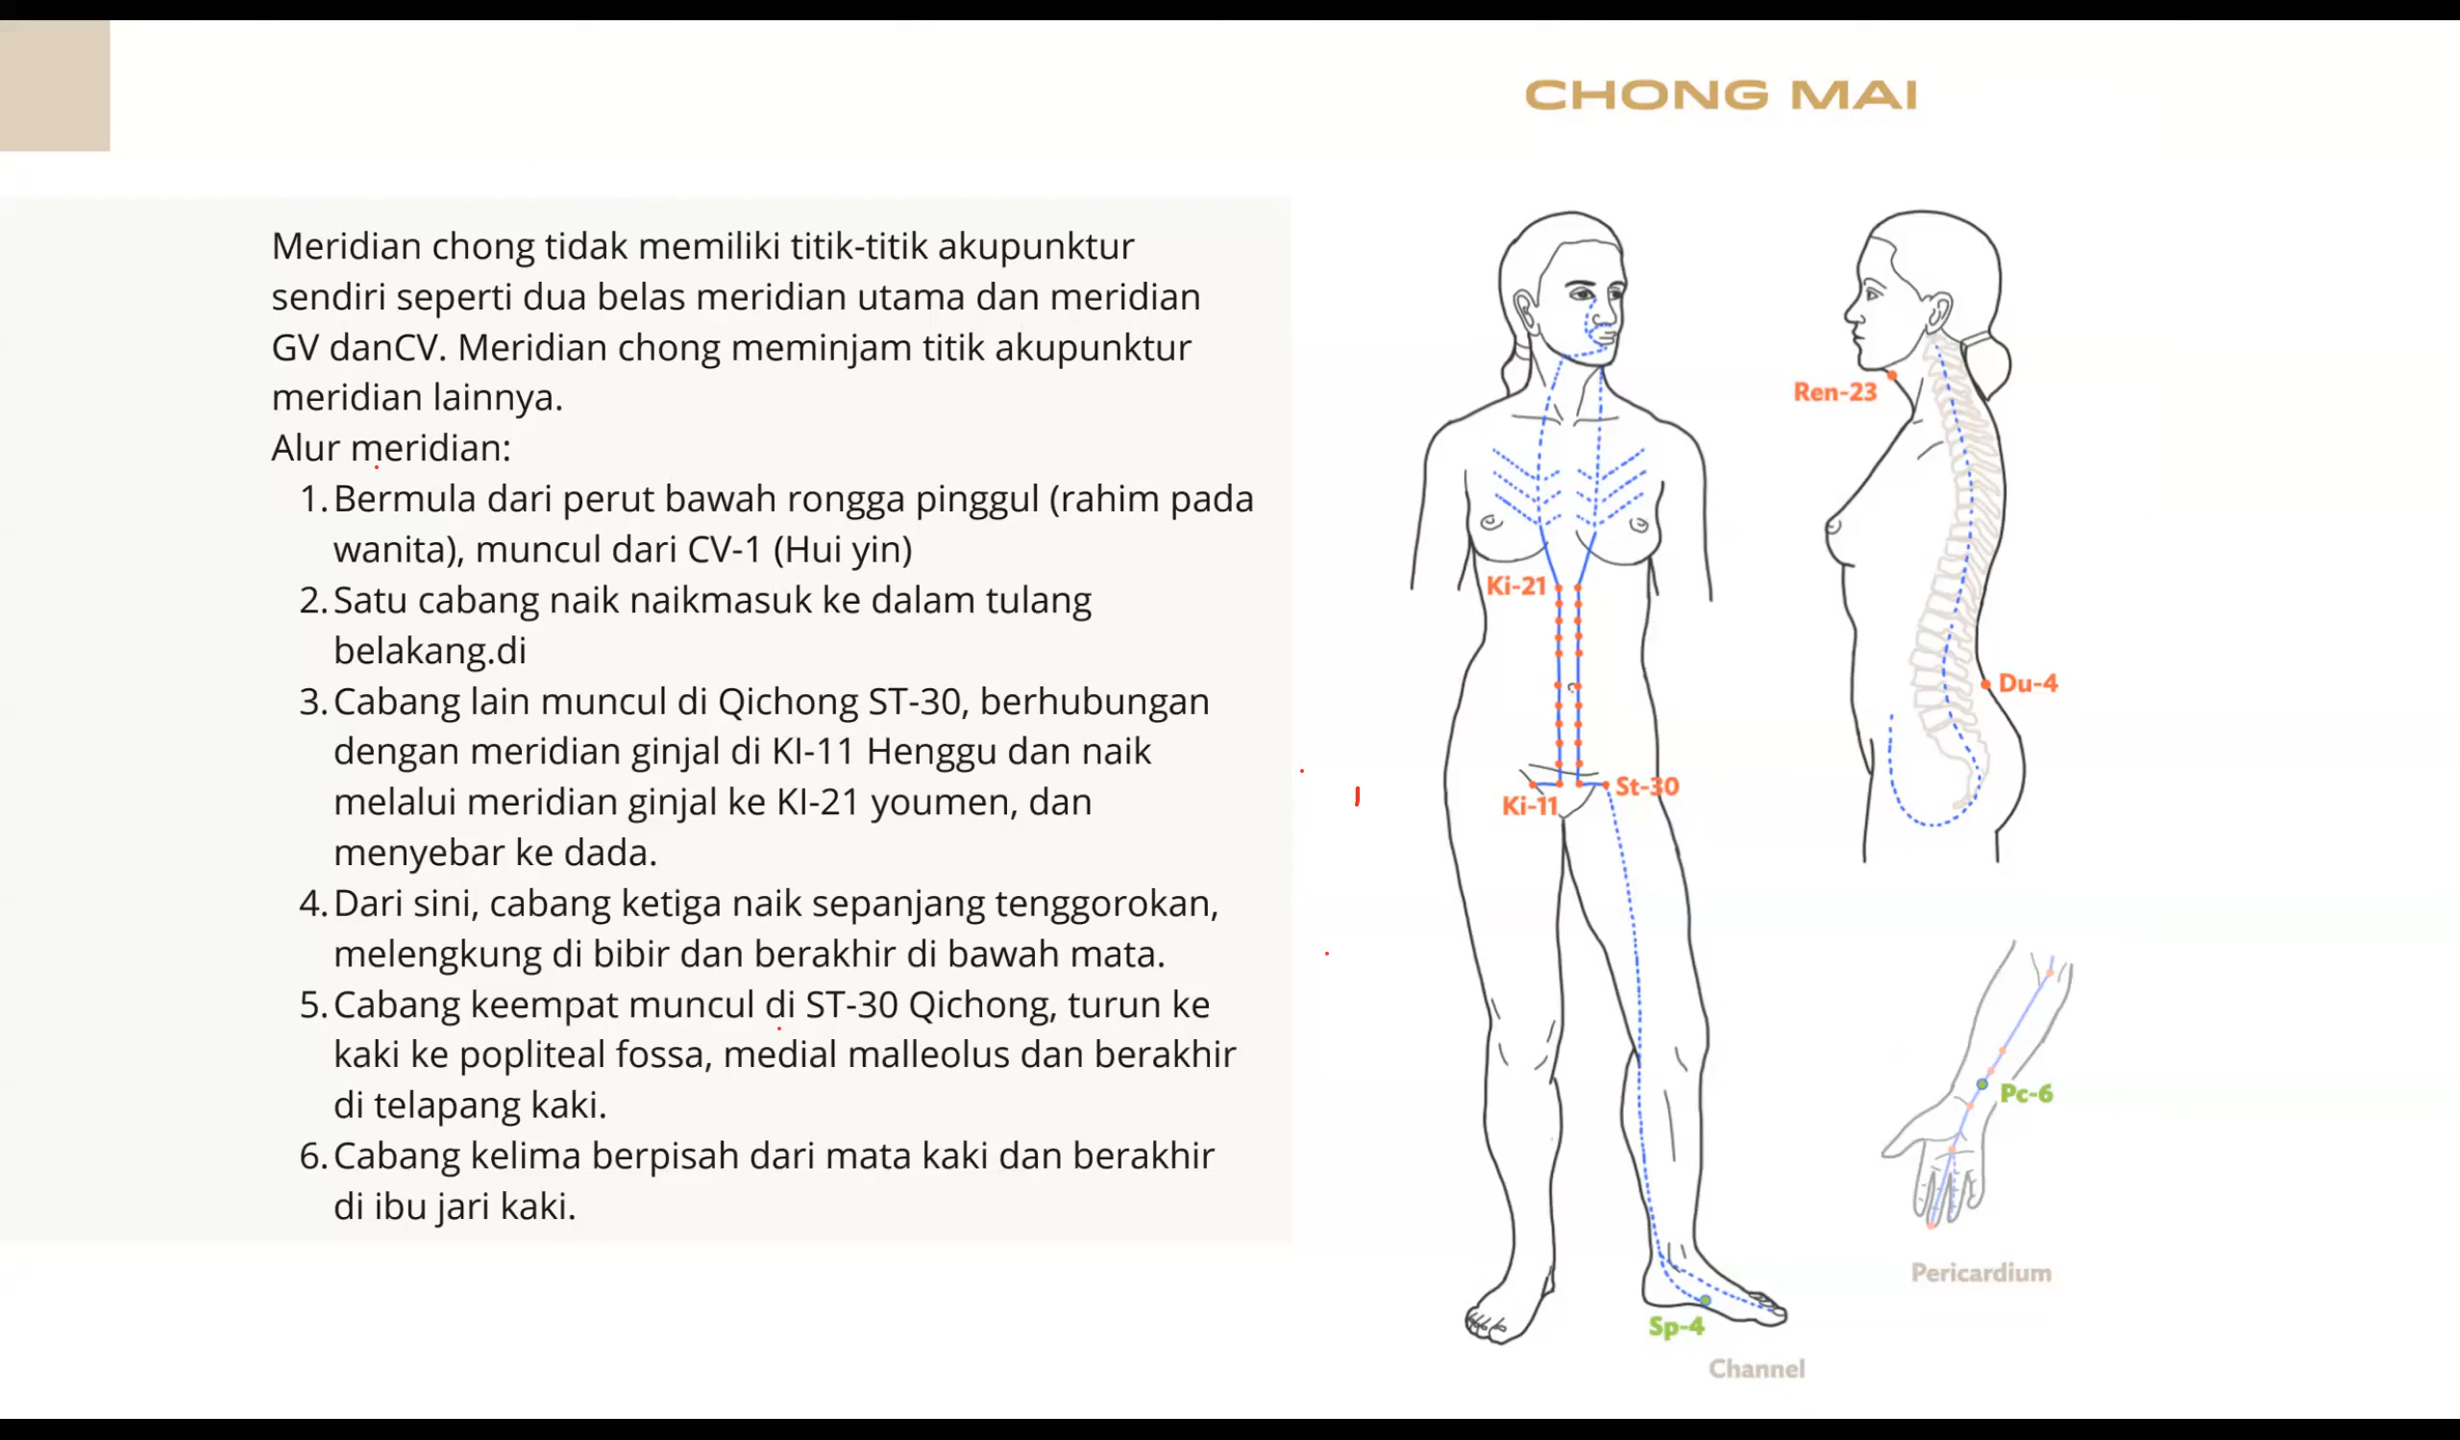 CHONG MAI
Meridian chong tidak memiliki titik-titik akupunktur
sendiri seperti dua belas meridian utama dan meridian
GV danCV. Meridian chong meminjam titik akupunktur
meridian lainnya.
Alur meridian:
1. Bermula dari perut bawah rongga pinggul (rahim pada
wanita), muncul dari CV-1 (Hui yin)
2. Satu cabang naik naikmasuk ke dalam tulang
belakang.di
3. Cabang lain muncul di Qichong ST-30, berhubungan
dengan meridian ginjal di KI-11 Henggu dan naik
melalui meridian ginjal ke KI-21 youmen, dan
menyebar ke dada.
4. Dari sini, cabang ketiga naik sepanjang tenggorokan,
melengkung di bibir dan berakhir di bawah mata.
5. Cabang keempat muncul di ST-30 Qichong, turun ke
kaki ke popliteal fossa, medial malleolus dan berakhir
di telapang kaki.
6. Cabang kelima berpisah dari mata kaki dan berakhir
di ibu jari kaki.
Ren-23
Ki-21
Du-4
St-30
Ki-11
Pc-6
Pericardium
Sp-4
Channel